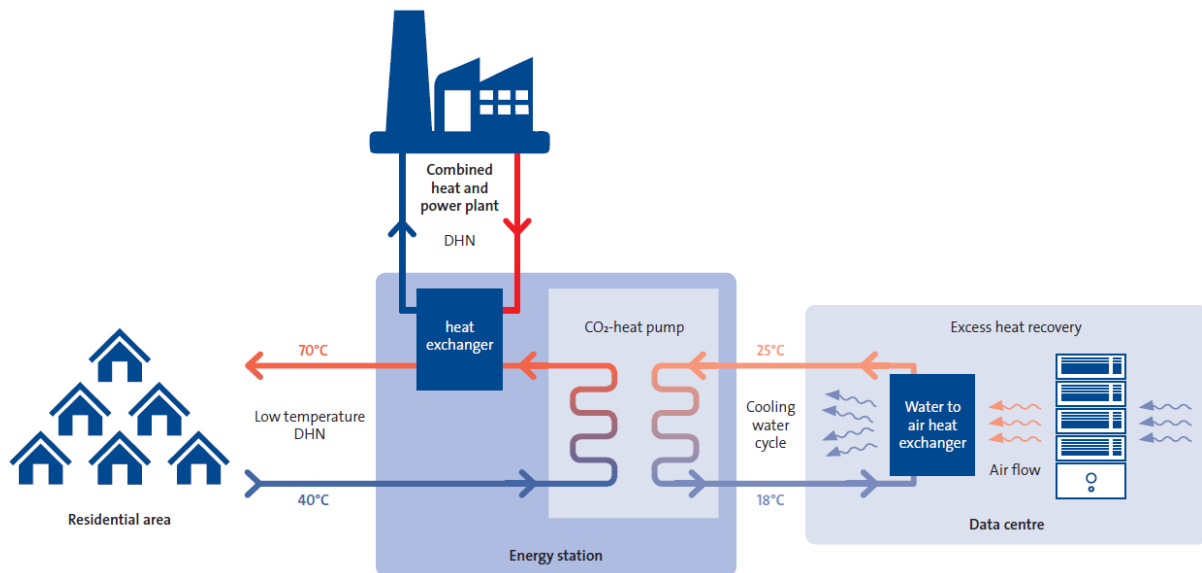 Combined
heat and
power plant
DHN
heat
exchanger
CO₂-heat pump
Excess heat recovery
70°C
25°C
Low temperature
DHN
Cooling
water
cycle
Water to
air heat
exchanger
Air flow
40°C
18°C
Residential area
Energy station
Data centre